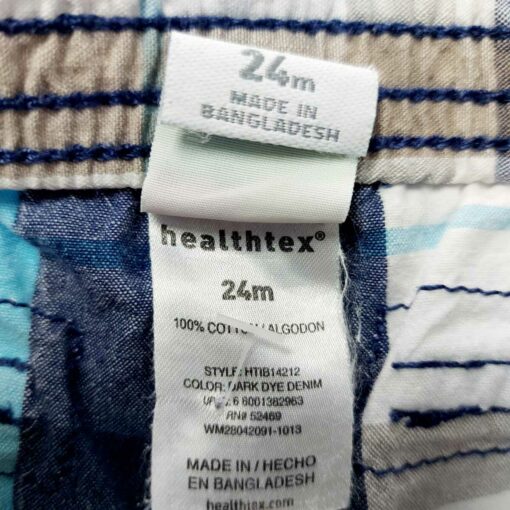 24m
MADE IN
BANGLADESH
healthtex®
24m
100% COTTON/ALGODON
STYLE: HTIB14212
COLOR: DARK DYE DENIM
6 6001382963
RN# 52469
WM28042091-1013
MADE IN / HECHO
EN BANGLADESH
healthtex.com